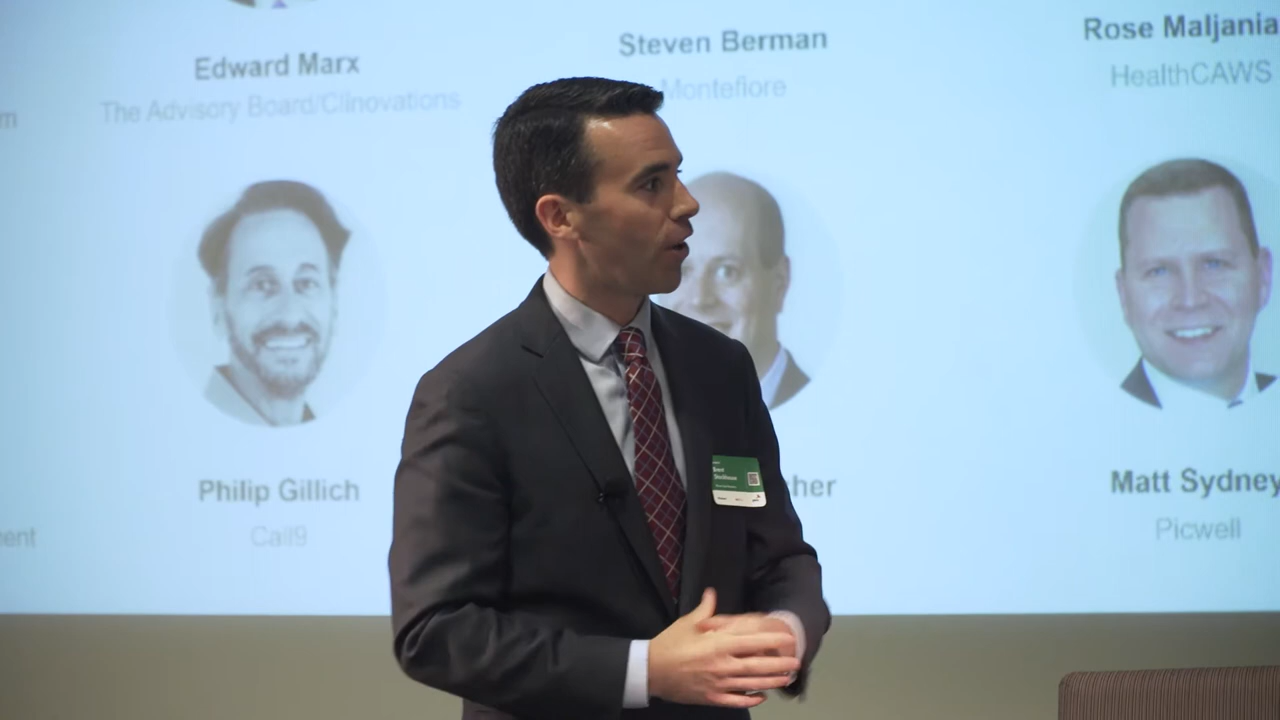 Edward Marx
The Advisory Board/Clinovations
Steven Berman
Montefiore
Rose Maljania
HealthCAWS
Philip Gillich
Call9
cher
Matt Sydney
Picwell
ent
m